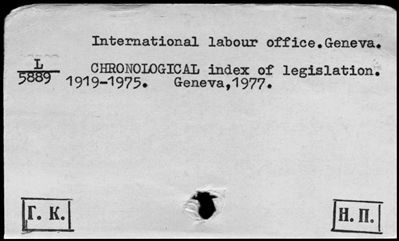 International labour office.Geneva.
L
5889
CHRONOLOGICAL index of legislation.
1919-1975. Geneva,1977.
Г. К.
Н. П.